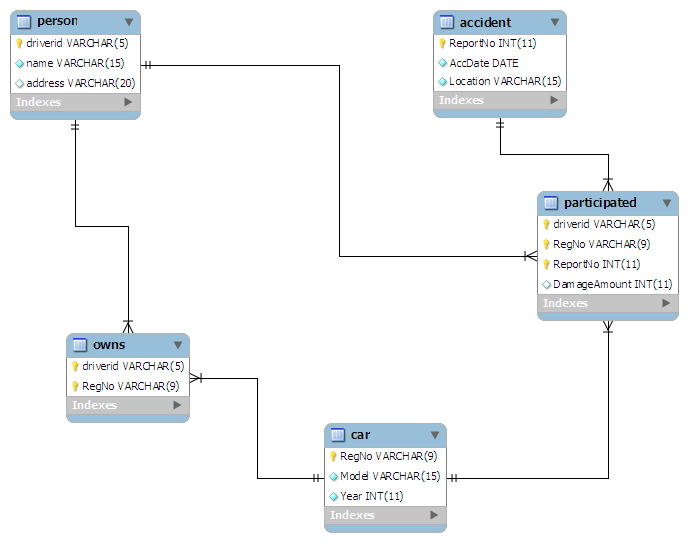 person
driverid VARCHAR(5)
name VARCHAR(15)
address VARCHAR(20)
Indexes
accident
ReportNo INT(11)
AccDate DATE
Location VARCHAR(15)
Indexes
participated
driverid VARCHAR(5)
RegNo VARCHAR(9)
ReportNo INT(11)
DamageAmount INT(11)
Indexes
owns
driverid VARCHAR(5)
RegNo VARCHAR(9)
Indexes
car
RegNo VARCHAR(9)
Model VARCHAR(15)
Year INT(11)
Indexes